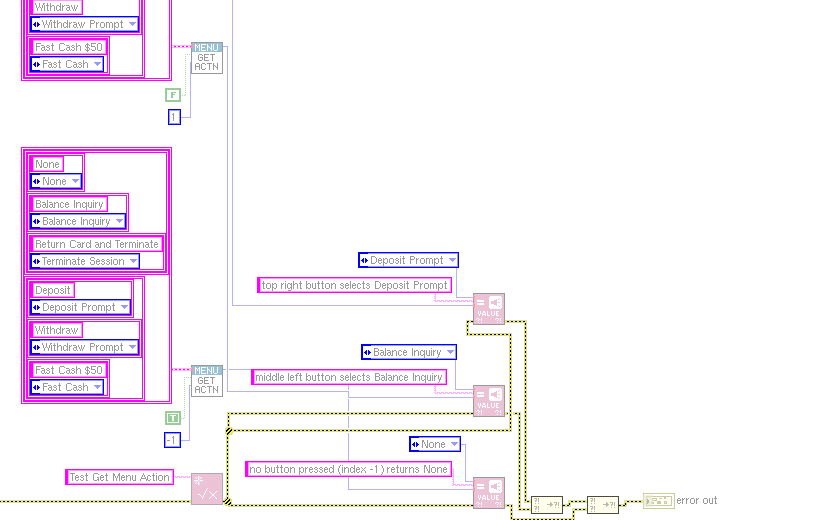 Withdraw
Withdraw Prompt
Fast Cash $50
Fast Cash
MENU
GET
ACTN
F
1
None
None
Balance Inquiry
Balance Inquiry
Return Card and Terminate
Terminate Session
Deposit
Deposit Prompt
Withdraw
Withdraw Prompt
Fast Cash $50
Fast Cash
MENU
GET
ACTN
T
-1
Deposit Prompt
top right button selects Deposit Prompt
=
VALUE
?! ?!
Balance Inquiry
middle left button selects Balance Inquiry
=
VALUE
?! ?!
None
no button pressed (index -1) returns None
=
VALUE
?! ?!
Test Get Menu Action
*
√x
?! →?!
?! →?!
error out